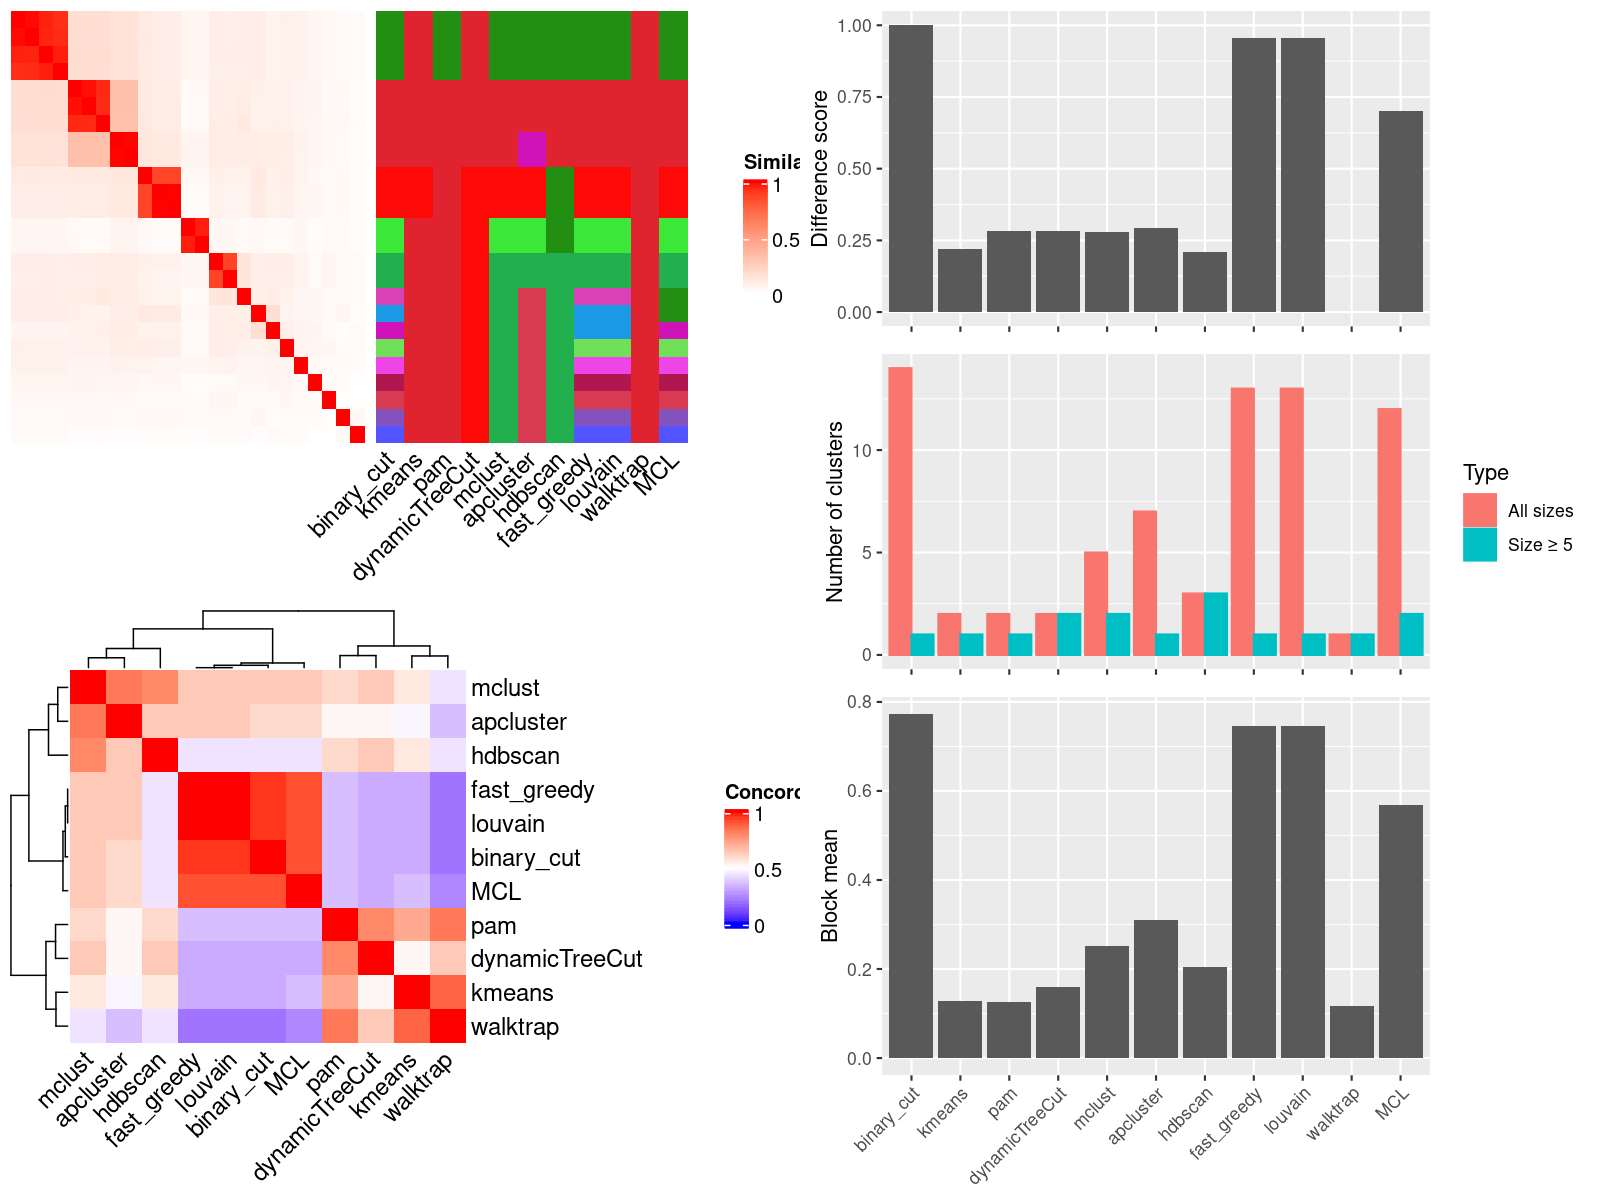 Simila
1
0.5
0
binary_cut
kmeans
pam
dynamicTreeCut
mclust
apcluster
hdbscan
fast_greedy
louvain
walktrap
MCL
mclust
apcluster
hdbscan
fast_greedy
louvain
binary_cut
MCL
pam
dynamicTreeCut
kmeans
walktrap
mclust
apcluster
hdbscan
fast_greedy
louvain
binary_cut
MCL
pam
dynamicTreeCut
kmeans
walktrap
Concord
1
0.5
0
Difference score
1.00
0.75
0.50
0.25
0.00
Number of clusters
10
5
0
Type
All sizes
Size ≥ 5
Block mean
0.8
0.6
0.4
0.2
0.0
binary_cut
kmeans
pam
dynamicTreeCut
mclust
apcluster
hdbscan
fast_greedy
louvain
walktrap
MCL